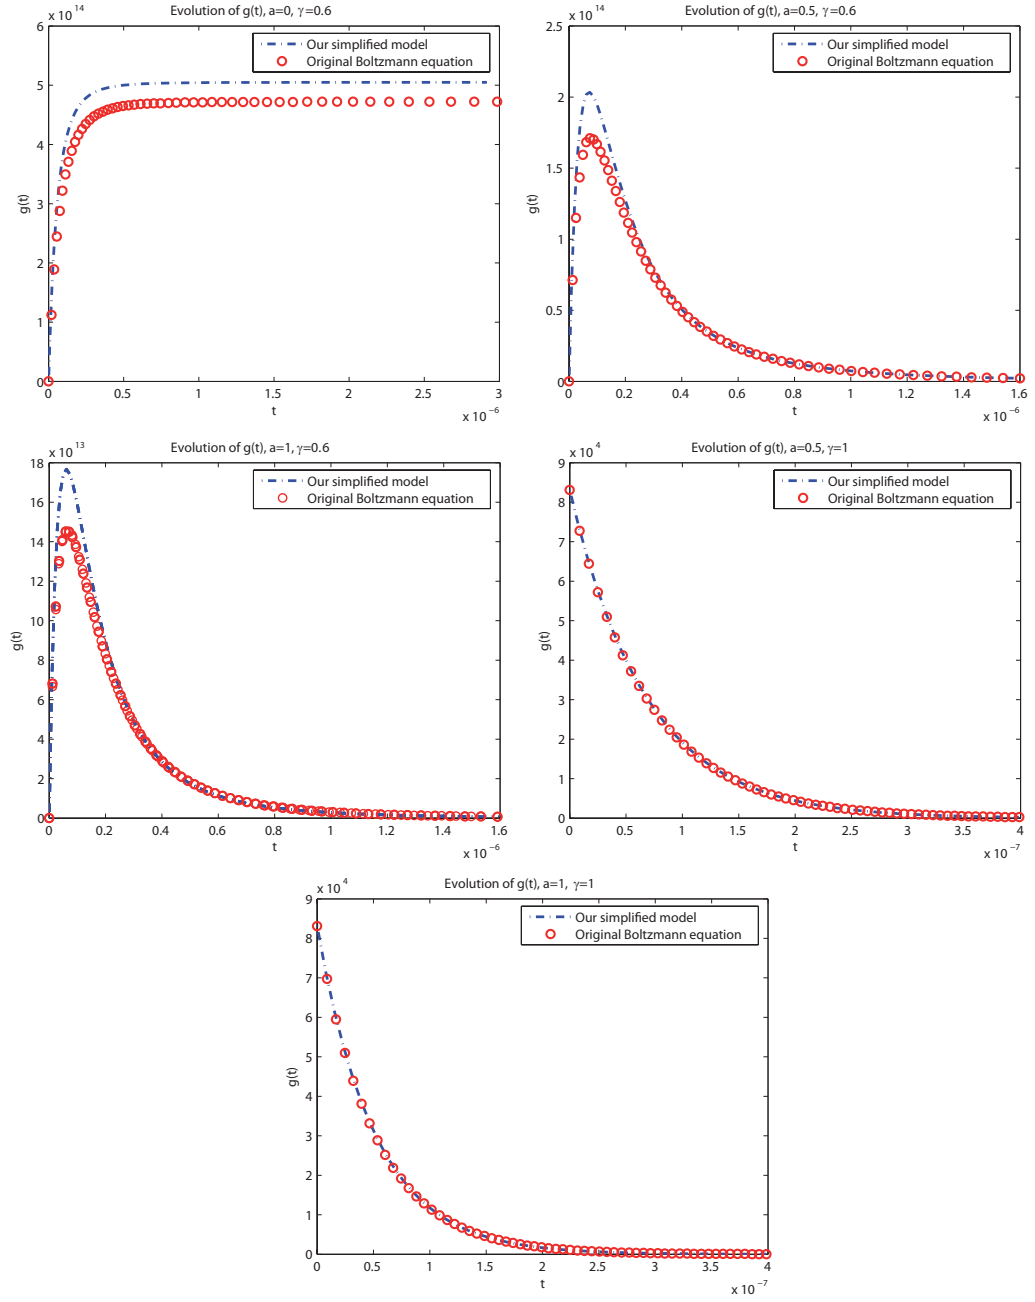 Evolution of g(t), a=0, γ=0.6
x 10 14
Our simplified model
Original Boltzmann equation
g(t)
6
5
4
3
2
1
0
0 0.5 1 1.5 2 2.5 3
t
x 10 −6
Evolution of g(t), a=0.5, γ=0.6
x 10 14
Our simplified model
Original Boltzmann equation
g(t)
2.5
2
1.5
1
0.5
0
0 0.2 0.4 0.6 0.8 1 1.2 1.4 1.6
t
x 10 −6
Evolution of g(t), a=1, γ=0.6
x 10 13
Our simplified model
Original Boltzmann equation
g(t)
18
16
14
12
10
8
6
4
2
0
0 0.2 0.4 0.6 0.8 1 1.2 1.4 1.6
t
x 10 −6
Evolution of g(t), a=0.5, γ=1
x 10 4
Our simplified model
Original Boltzmann equation
g(t)
9
8
7
6
5
4
3
2
1
0
0 0.5 1 1.5 2 2.5 3 3.5 4
t
x 10 −7
Evolution of g(t), a=1, γ=1
x 10 4
Our simplified model
Original Boltzmann equation
g(t)
9
8
7
6
5
4
3
2
1
0
0 0.5 1 1.5 2 2.5 3 3.5 4
t
x 10 −7